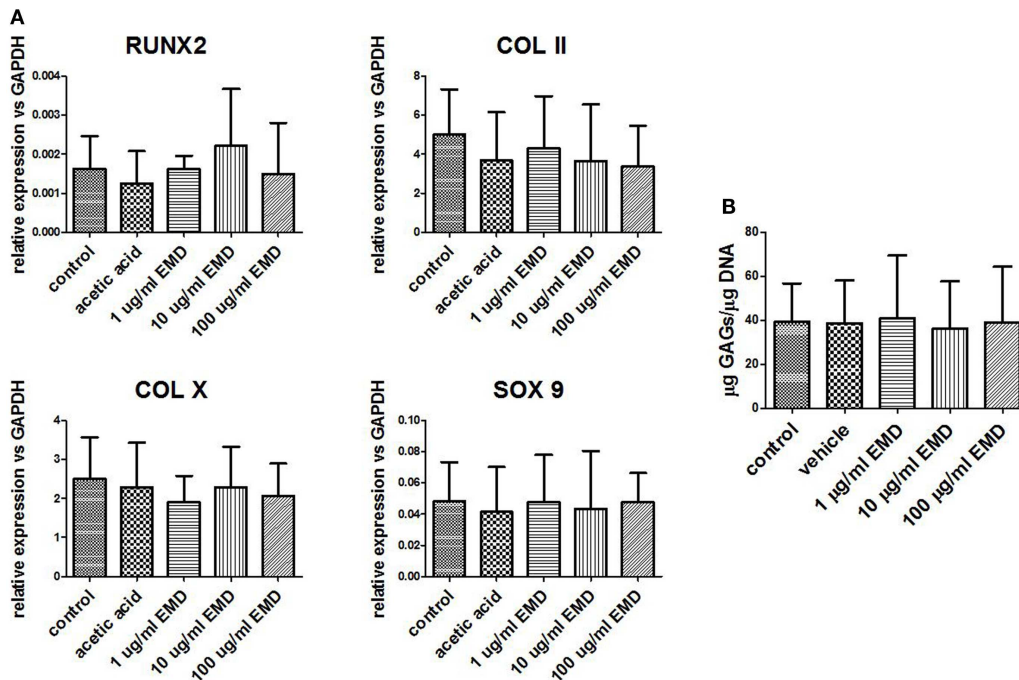 A
RUNX2
relative expression vs GAPDH
0.004
0.003
0.002
0.001
0.000
control
acetic acid
1 ug/ml EMD
10 ug/ml EMD
100 ug/ml EMD
COL II
relative expression vs GAPDH
8
6
4
2
0
control
acetic acid
1 ug/ml EMD
10 ug/ml EMD
100 ug/ml EMD
COL X
relative expression vs GAPDH
4
3
2
1
0
control
acetic acid
1 ug/ml EMD
10 ug/ml EMD
100 ug/ml EMD
SOX 9
relative expression vs GAPDH
0.10
0.08
0.06
0.04
0.02
0.00
control
acetic acid
1 ug/ml EMD
10 ug/ml EMD
100 ug/ml EMD
B
µg GAGs/µg DNA
80
60
40
20
0
control
vehicle
1 µg/ml EMD
10 µg/ml EMD
100 µg/ml EMD